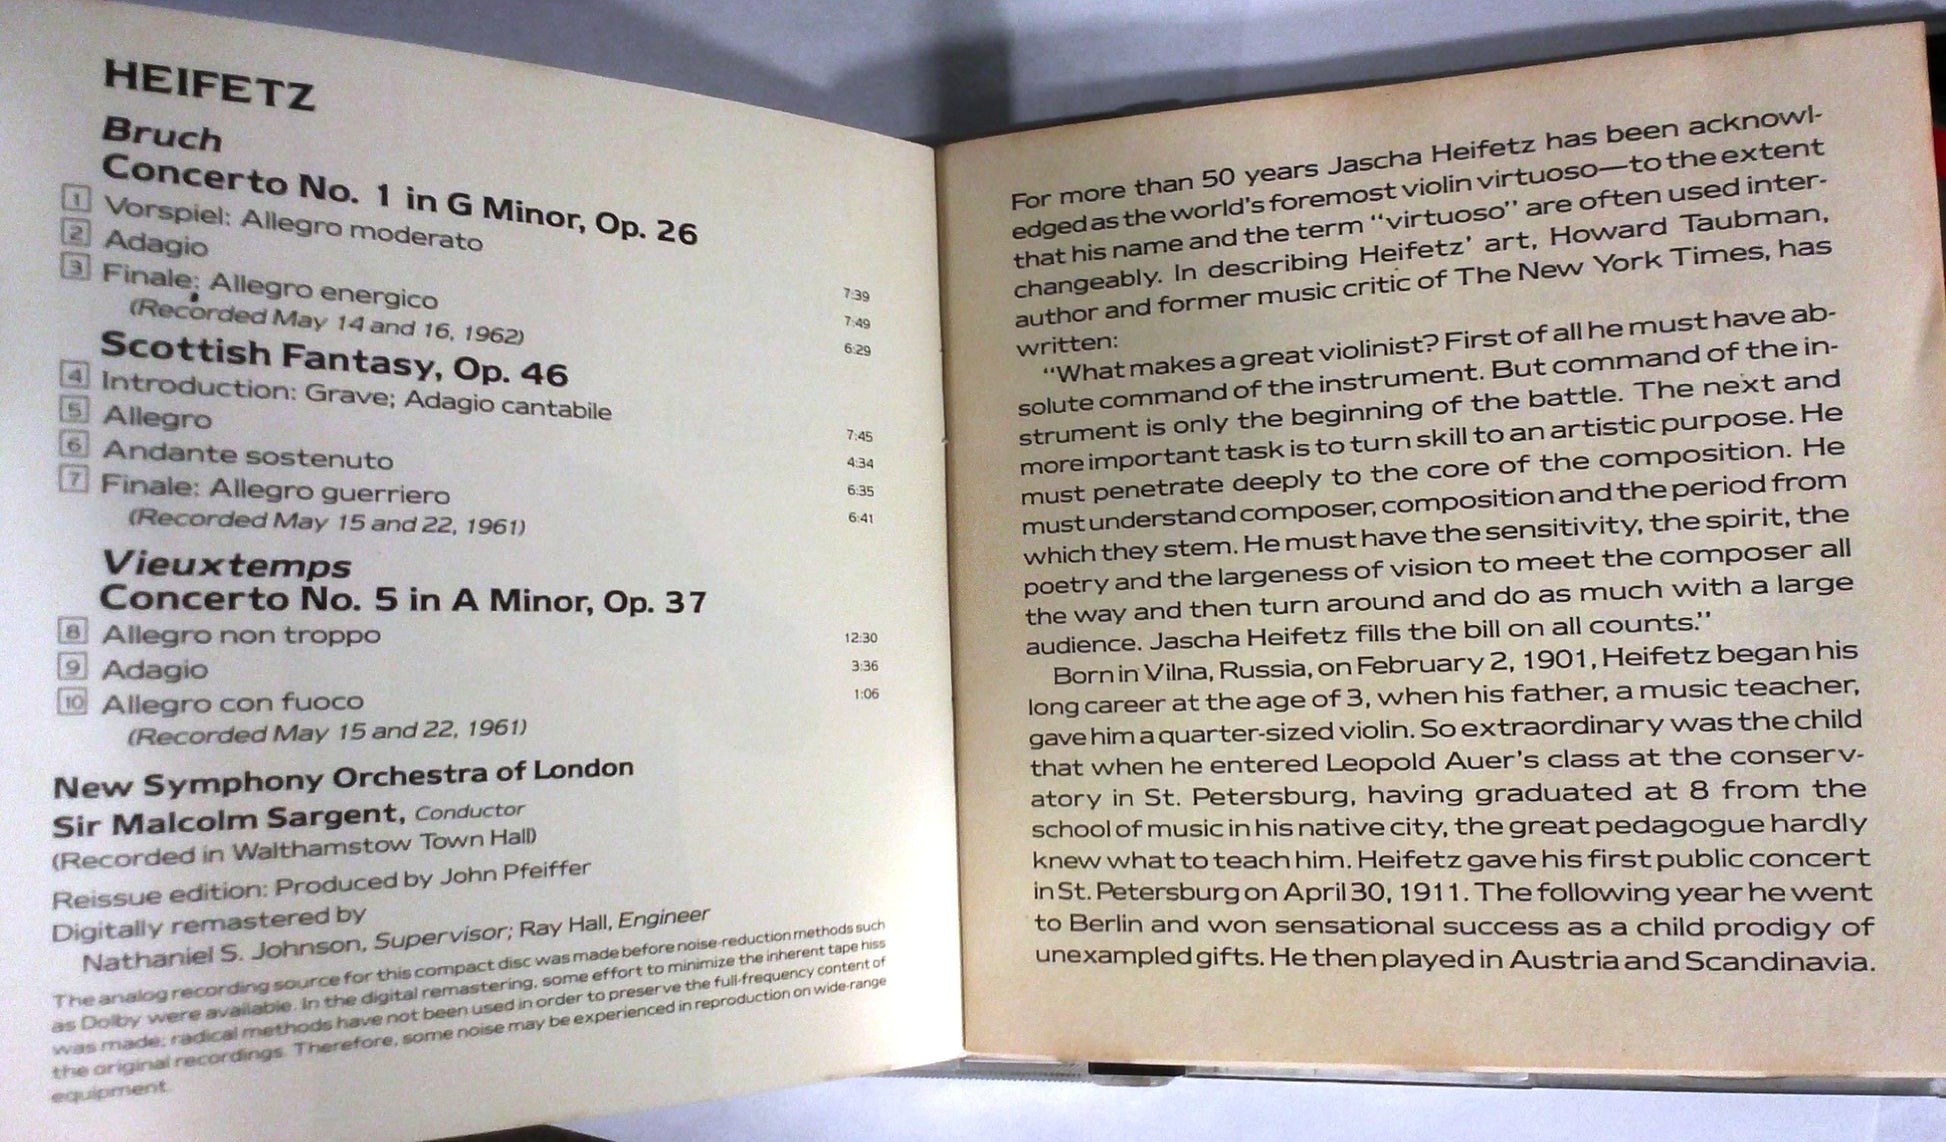 HEIFETZ
Bruch
Concerto No. 1 in G Minor, Op. 26
1 Vorspiel: Allegro moderato 7:39
2 Adagio 7:49
3 Finale: Allegro energico 6:29
(Recorded May 14 and 16, 1962)
Scottish Fantasy, Op. 46
4 Introduction: Grave; Adagio cantabile 7:45
5 Allegro 4:34
6 Andante sostenuto 6:35
7 Finale: Allegro guerriero 6:41
(Recorded May 15 and 22, 1961)
Vieuxtemps
Concerto No. 5 in A Minor, Op. 37
8 Allegro non troppo 12:30
9 Adagio 3:36
10 Allegro con fuoco 1:06
(Recorded May 15 and 22, 1961)
New Symphony Orchestra of London
Sir Malcolm Sargent, Conductor
(Recorded in Walthamstow Town Hall)
Reissue edition: Produced by John Pfeiffer
Digitally remastered by
Nathaniel S. Johnson, Supervisor; Ray Hall, Engineer
The analog recording source for this compact disc was made before noise-reduction methods such
as Dolby were available. In the digital remastering, some effort to minimize the inherent tape hiss
was made; radical methods have not been used in order to preserve the full-frequency content of
the original recordings. Therefore, some noise may be experienced in reproduction on wide-range
equipment.
For more than 50 years Jascha Heifetz has been acknowl-
edged as the world's foremost violin virtuoso—to the extent
that his name and the term "virtuoso" are often used inter-
changeably. In describing Heifetz' art, Howard Taubman,
author and former music critic of The New York Times, has
written:
"What makes a great violinist? First of all he must have ab-
solute command of the instrument. But command of the in-
strument is only the beginning of the battle. The next and
more important task is to turn skill to an artistic purpose. He
must penetrate deeply to the core of the composition. He
must understand composer, composition and the period from
which they stem. He must have the sensitivity, the spirit, the
poetry and the largeness of vision to meet the composer all
the way and then turn around and do as much with a large
audience. Jascha Heifetz fills the bill on all counts."
Born in Vilna, Russia, on February 2, 1901, Heifetz began his
long career at the age of 3, when his father, a music teacher,
gave him a quarter-sized violin. So extraordinary was the child
that when he entered Leopold Auer's class at the conserv-
atory in St. Petersburg, having graduated at 8 from the
school of music in his native city, the great pedagogue hardly
knew what to teach him. Heifetz gave his first public concert
in St. Petersburg on April 30, 1911. The following year he went
to Berlin and won sensational success as a child prodigy of
unexampled gifts. He then played in Austria and Scandinavia.